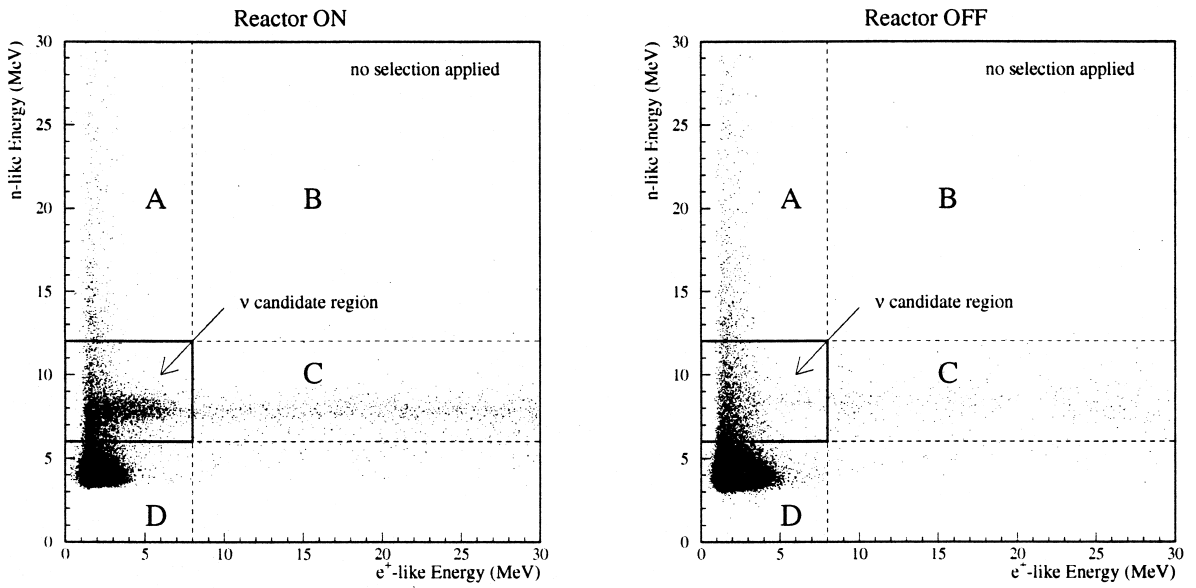 Reactor ON
n-like Energy (MeV)
30
25
20
15
10
5
0
no selection applied
A
B
ν candidate region
C
D
0 5 10 15 20 25 30
e+-like Energy (MeV)
Reactor OFF
n-like Energy (MeV)
30
25
20
15
10
5
0
no selection applied
A
B
ν candidate region
C
D
0 5 10 15 20 25 30
e+-like Energy (MeV)